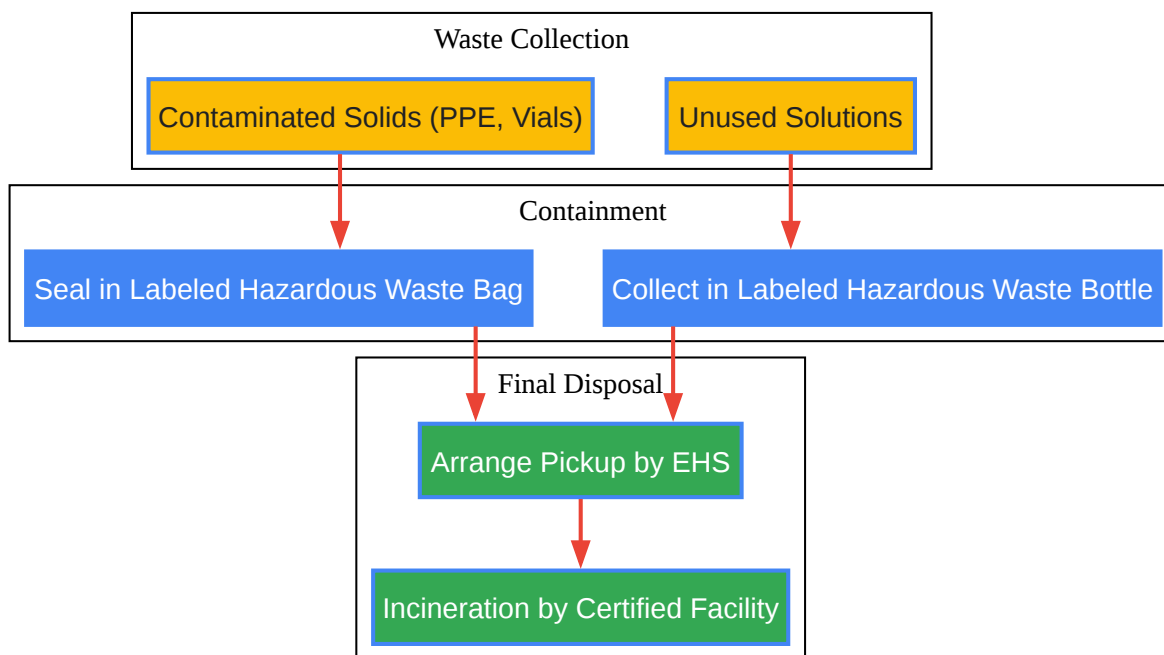 Waste Collection
Contaminated Solids (PPE, Vials)
Unused Solutions
Containment
Seal in Labeled Hazardous Waste Bag
Collect in Labeled Hazardous Waste Bottle
Final Disposal
Arrange Pickup by EHS
Incineration by Certified Facility